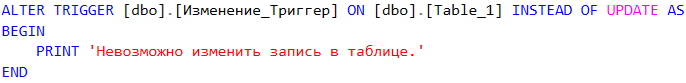 ALTER TRIGGER [dbo].[Изменение_Триггер] ON [dbo].[Table_1] INSTEAD OF UPDATE AS
BEGIN
    PRINT 'Невозможно изменить запись в таблице.'
END